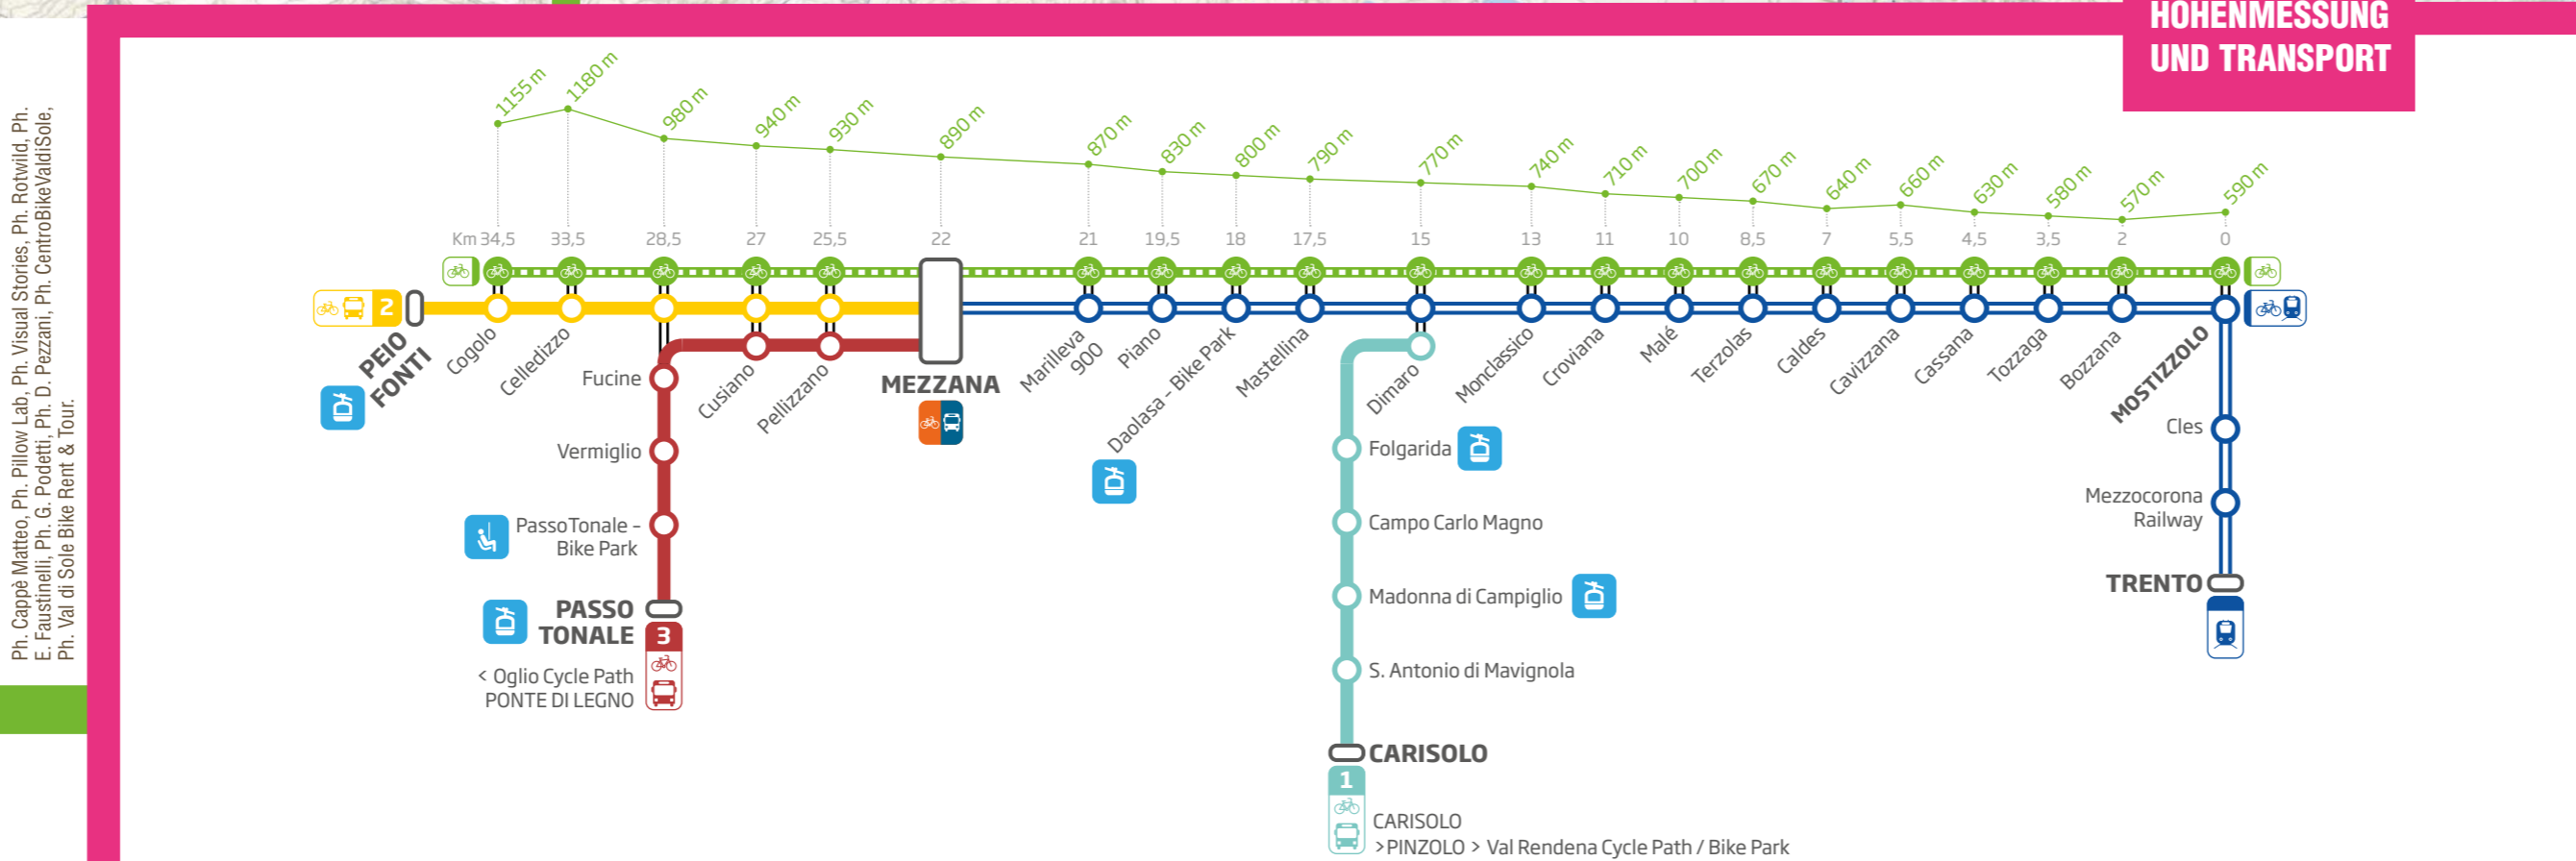 HÖHENMESSUNG
UND TRANSPORT
Ph. Cappè Matteo, Ph. Pillow Lab, Ph. Visual Stories, Ph. Rotwild, Ph.
E. Faustinelli, Ph. G. Podetti, Ph. D. Pezzani, Ph. CentroBikeValdiSole,
Ph. Val di Sole Bike Rent & Tour.
1155 m
1180 m
980 m
940 m
930 m
890 m
870 m
830 m
800 m
790 m
770 m
740 m
710 m
700 m
670 m
640 m
660 m
630 m
580 m
570 m
590 m
Km 34,5 33,5 28,5 27 25,5 22 21 19,5 18 17,5 15 13 11 10 8,5 7 5,5 4,5 3,5 2 0
2
PEIO
FONTI
Cogolo
Celledizzo
Fucine
Cusiano
Pellizzano
MEZZANA
Marilleva
900
Piano
Daolasa - Bike Park
Mastellina
Dimaro
Monclassico
Croviana
Malé
Terzolas
Caldes
Cavizzana
Cassana
Tozzaga
Bozzana
MOSTIZZOLO
Vermiglio
PassoTonale -
Bike Park
PASSO
TONALE
3
< Oglio Cycle Path
PONTE DI LEGNO
Folgarida
Campo Carlo Magno
Madonna di Campiglio
S. Antonio di Mavignola
CARISOLO
1
CARISOLO
>PINZOLO > Val Rendena Cycle Path / Bike Park
Cles
Mezzocorona
Railway
TRENTO